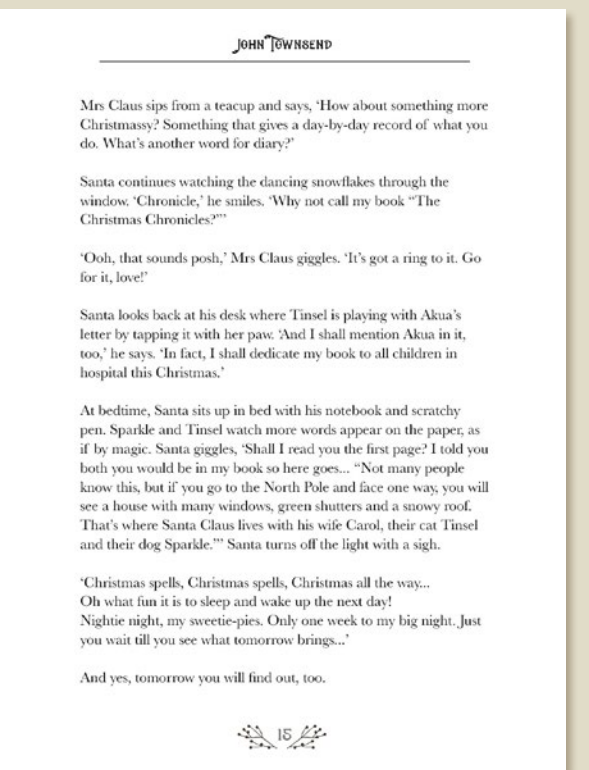 John Townsend
Mrs Claus sips from a teacup and says, ‘How about something more
Christmassy? Something that gives a day-by-day record of what you
do. What’s another word for diary?’
Santa continues watching the dancing snowflakes through the
window. ‘Chronicle,’ he smiles. ‘Why not call my book “The
Christmas Chronicles?”’
‘Ooh, that sounds posh,’ Mrs Claus giggles. ‘It’s got a ring to it. Go
for it, love!’
Santa looks back at his desk where Tinsel is playing with Akua’s
letter by tapping it with her paw. ‘And I shall mention Akua in it,
too,’ he says. ‘In fact, I shall dedicate my book to all children in
hospital this Christmas.’
At bedtime, Santa sits up in bed with his notebook and scratchy
pen. Sparkle and Tinsel watch more words appear on the paper, as
if by magic. Santa giggles, ‘Shall I read you the first page? I told you
both you would be in my book so here goes... “Not many people
know this, but if you go to the North Pole and face one way, you will
see a house with many windows, green shutters and a snowy roof.
That’s where Santa Claus lives with his wife Carol, their cat Tinsel
and their dog Sparkle.”’ Santa turns off the light with a sigh.
‘Christmas spells, Christmas spells, Christmas all the way...
Oh what fun it is to sleep and wake up the next day!
Nightie night, my sweetie-pies. Only one week to my big night. Just
you wait till you see what tomorrow brings...’
And yes, tomorrow you will find out, too.
15